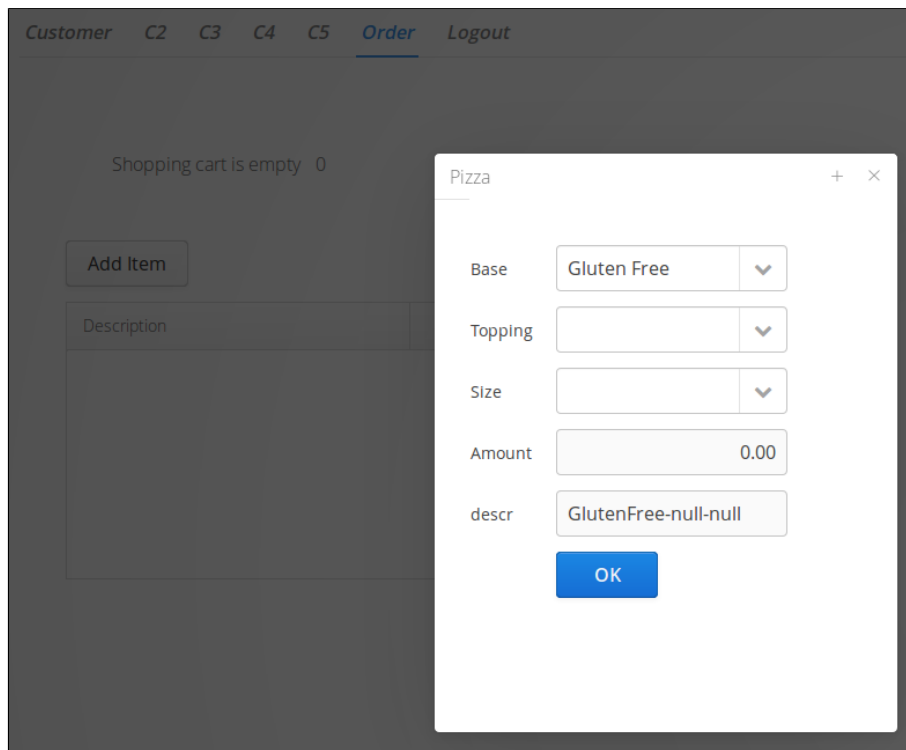 Customer C2 C3 C4 C5 Order Logout
Shopping cart is empty 0
Add Item
Description
Pizza
Base Gluten Free
Topping
Size
Amount 0.00
descr GlutenFree-null-null
OK